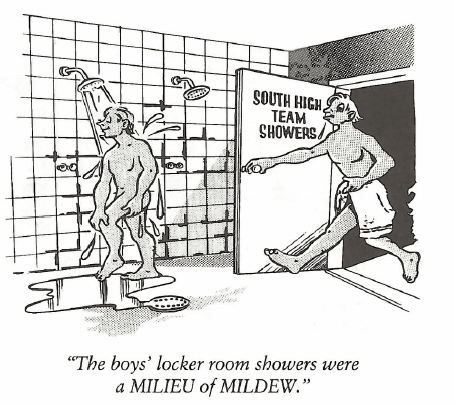 SOUTH HIGH
TEAM
SHOWERS
"The boys' locker room showers were
a MILIEU of MILDEW."